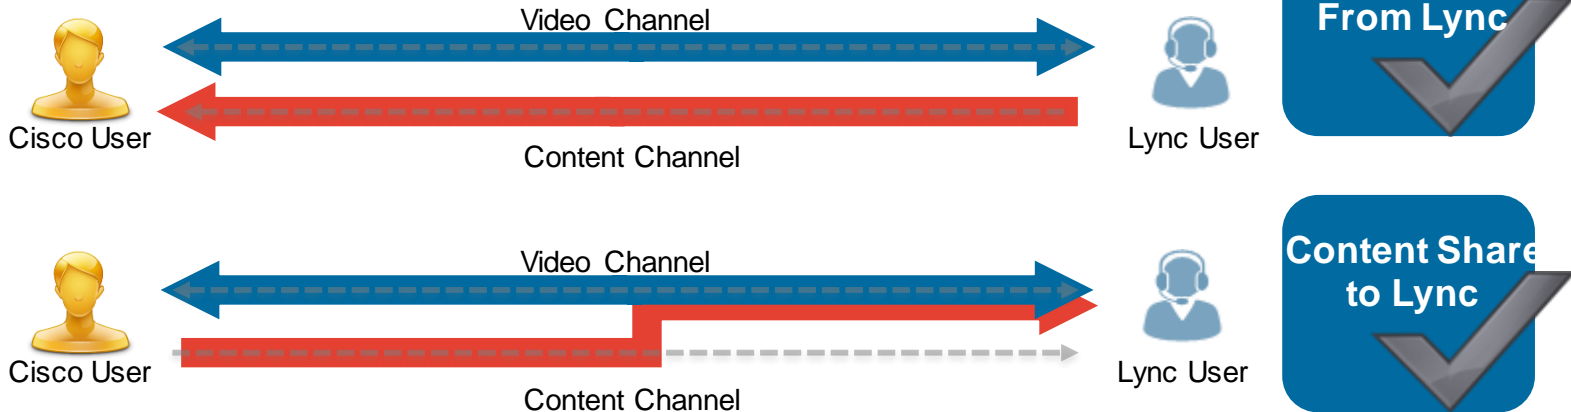 Video Channel
From Lync
Cisco User
Lync User
Content Channel
Video Channel
Content Share
to Lync
Cisco User
Lync User
Content Channel